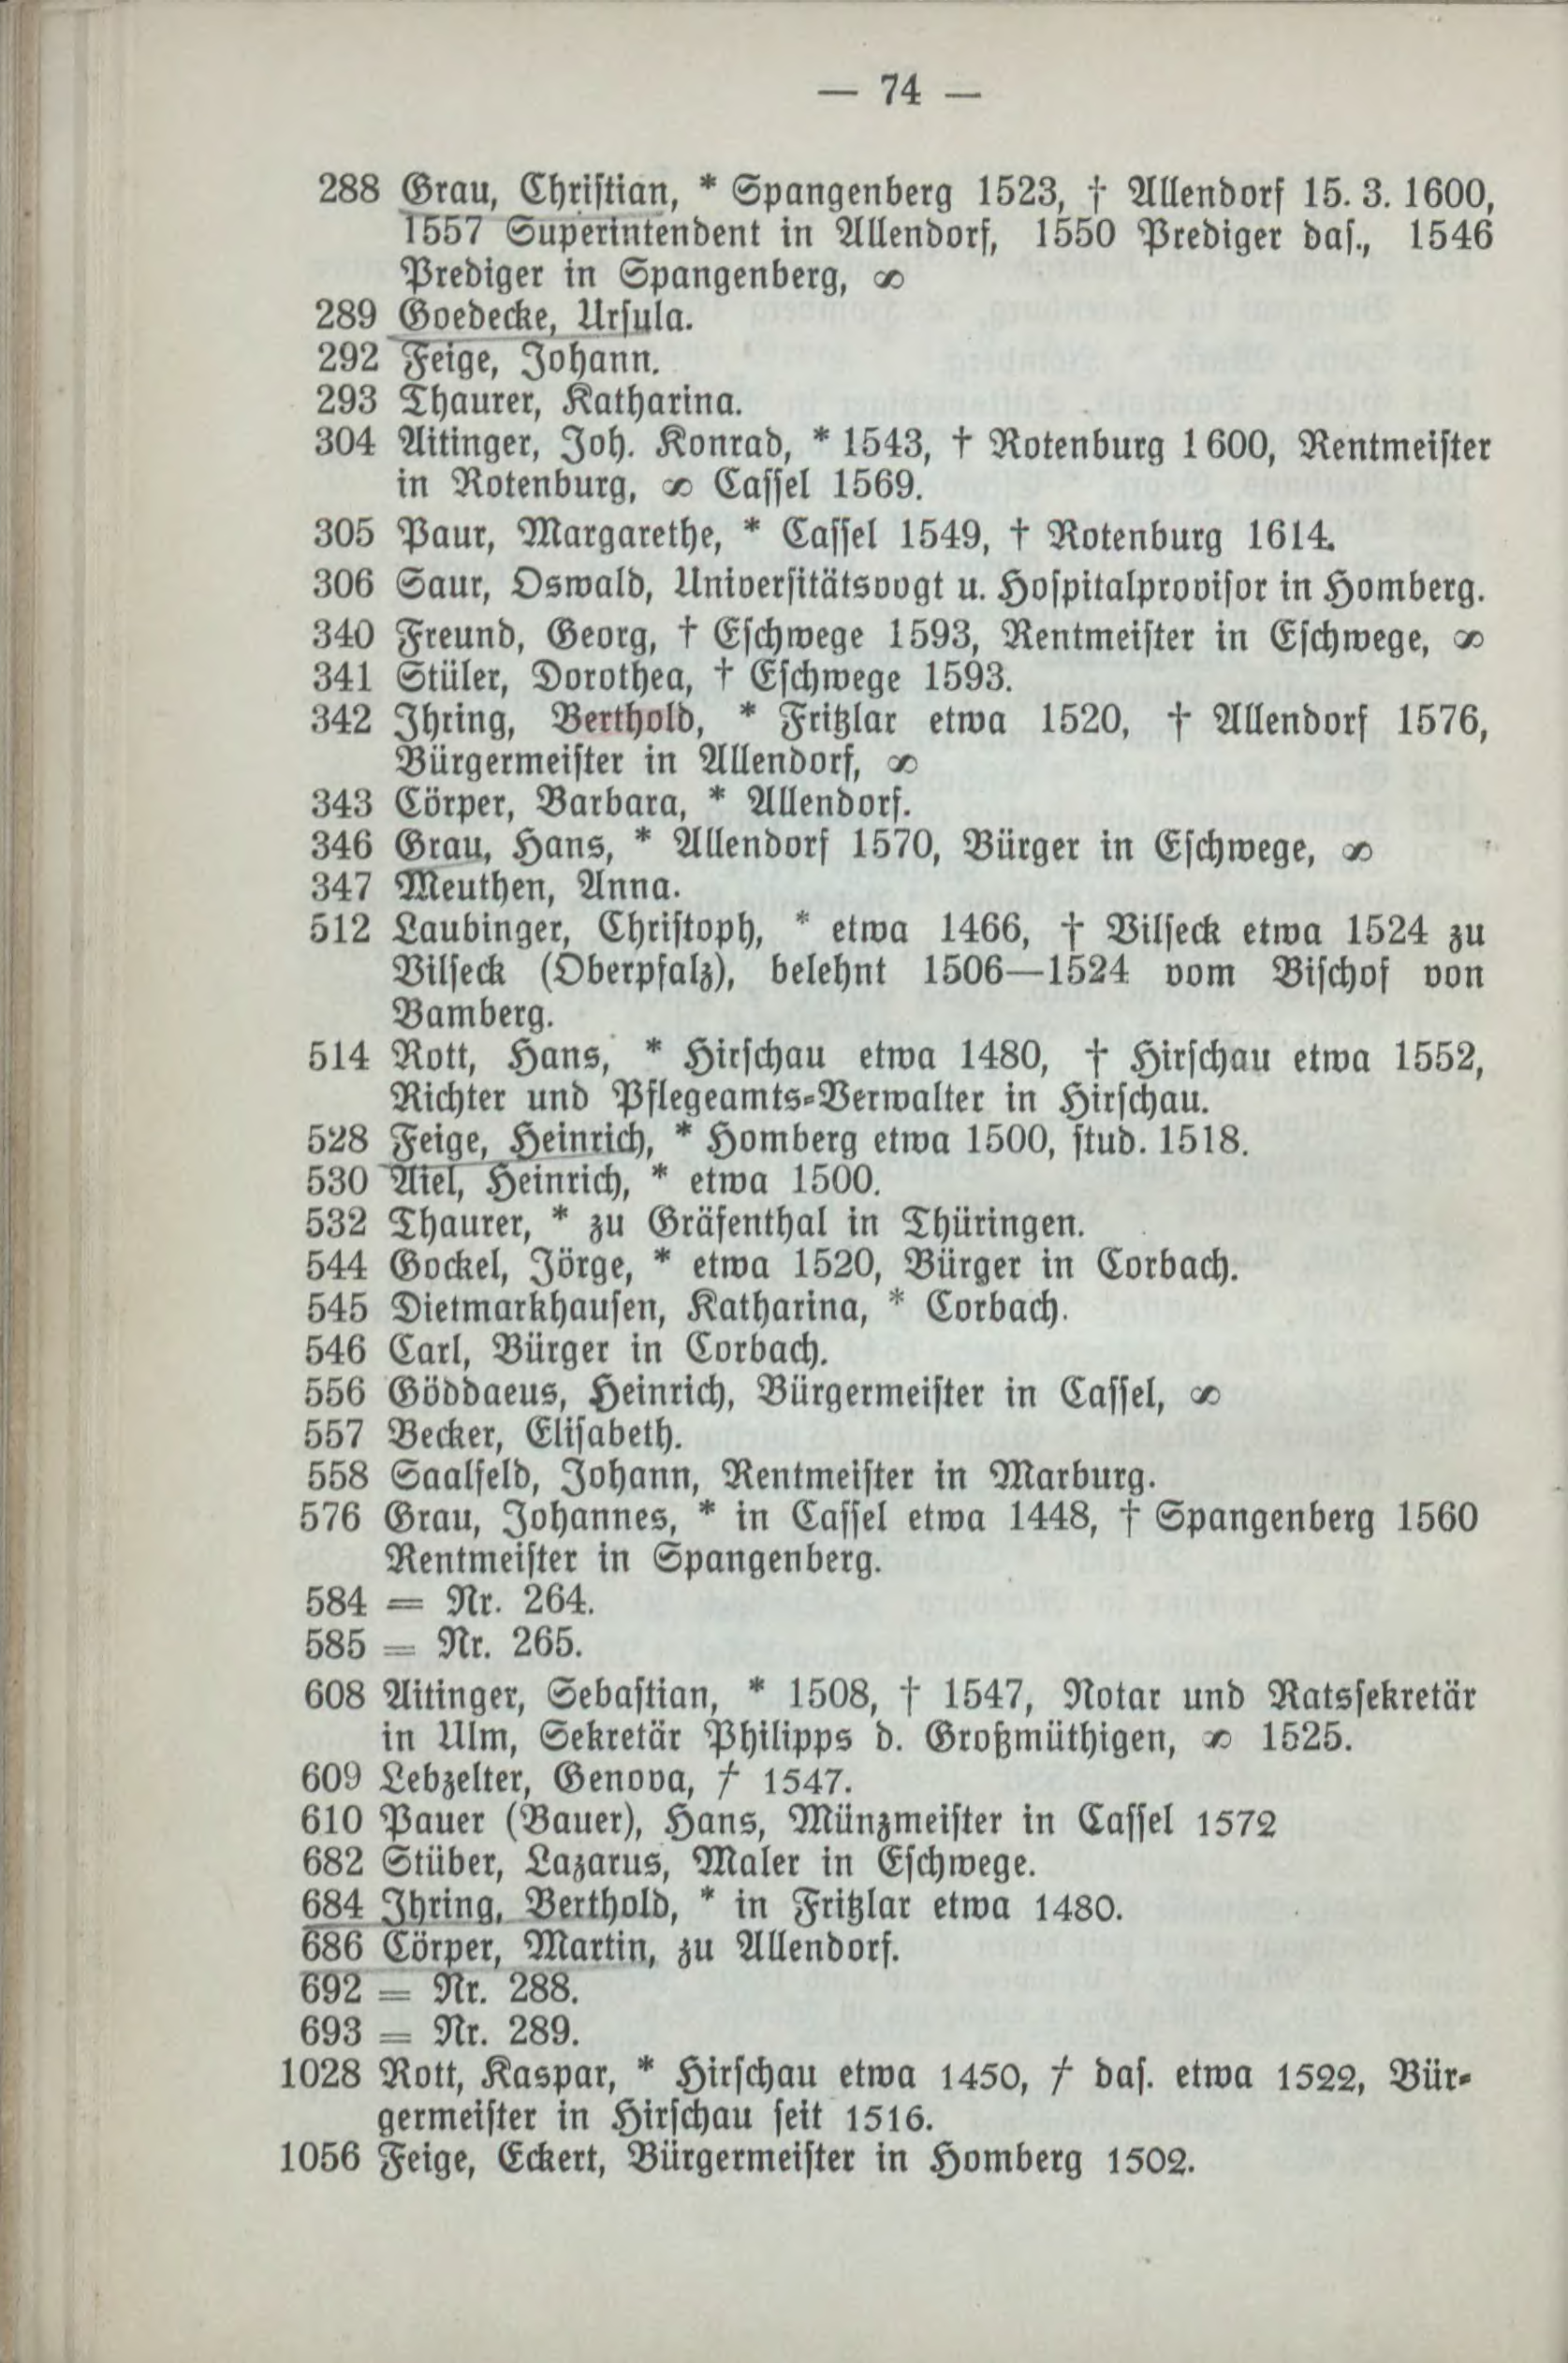 — 74 —
288 Grau, Christian, * Spangenberg 1523, † Allendorf 15. 3. 1600,
1557 Superintendent in Allendorf, 1550 Prediger das., 1546
Prediger in Spangenberg, ∞
289 Goedecke, Ursula.
292 Feige, Johann.
293 Thaurer, Katharina.
304 Aitinger, Joh. Konrad, * 1543, † Rotenburg 1600, Rentmeister
in Rotenburg, ∞ Cassel 1569.
305 Paur, Margarethe, * Cassel 1549, † Rotenburg 1614.
306 Saur, Oswald, Universitätsvogt u. Hospitalprovisor in Homberg.
340 Freund, Georg, † Eschwege 1593, Rentmeister in Eschwege, ∞
341 Stüler, Dorothea, † Eschwege 1593.
342 Ihring, Berthold, * Fritzlar etwa 1520, † Allendorf 1576,
Bürgermeister in Allendorf, ∞
343 Cörper, Barbara, * Allendorf.
346 Grau, Hans, * Allendorf 1570, Bürger in Eschwege, ∞
347 Meuthen, Anna.
512 Laubinger, Christoph, * etwa 1466, † Vilseck etwa 1524 zu
Vilseck (Oberpfalz), belehnt 1506—1524 vom Bischof von
Bamberg.
514 Rott, Hans, * Hirschau etwa 1480, † Hirschau etwa 1552,
Richter und Pflegeamts-Verwalter in Hirschau.
528 Feige, Heinrich, * Homberg etwa 1500, stud. 1518.
530 Aiel, Heinrich, * etwa 1500.
532 Thaurer, * zu Gräfenthal in Thüringen.
544 Gockel, Jörge, * etwa 1520, Bürger in Corbach.
545 Dietmarkhausen, Katharina, * Corbach.
546 Carl, Bürger in Corbach.
556 Göddaeus, Heinrich, Bürgermeister in Cassel, ∞
557 Becker, Elisabeth.
558 Saalfeld, Johann, Rentmeister in Marburg.
576 Grau, Johannes, * in Cassel etwa 1448, † Spangenberg 1560
Rentmeister in Spangenberg.
584 = Nr. 264.
585 = Nr. 265.
608 Aitinger, Sebastian, * 1508, † 1547, Notar und Ratssekretär
in Ulm, Sekretär Philipps d. Großmüthigen, ∞ 1525.
609 Lebzelter, Genova, † 1547.
610 Pauer (Bauer), Hans, Münzmeister in Cassel 1572
682 Stüber, Lazarus, Maler in Eschwege.
684 Ihring, Berthold, * in Fritzlar etwa 1480.
686 Cörper, Martin, zu Allendorf.
692 = Nr. 288.
693 = Nr. 289.
1028 Rott, Kaspar, * Hirschau etwa 1450, † das. etwa 1522, Bür-
germeister in Hirschau seit 1516.
1056 Feige, Eckert, Bürgermeister in Homberg 1502.